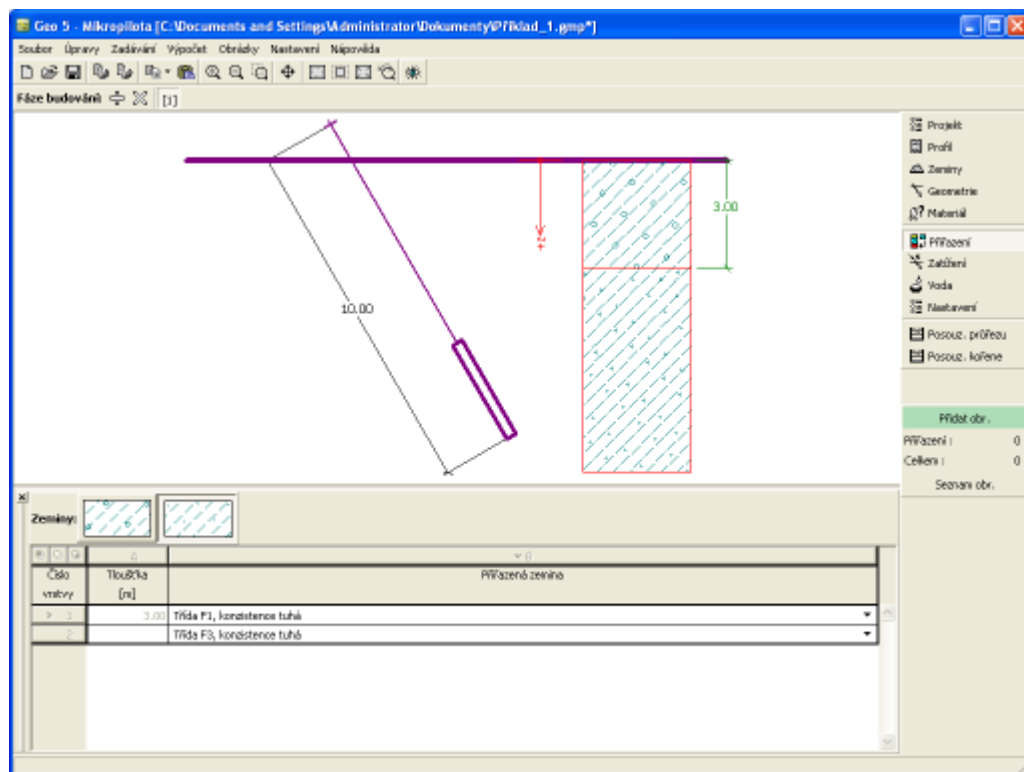 Geo 5 - Mikropilota [C:\Documents and Settings\Administrator\Dokumenty\Příklad_1.gmp*]
Soubor Úpravy Zadávání Výpočet Obrázky Nastavení Nápověda
Fáze budování: [1]
Projekt
Profil
Zeminy
Geometrie
Materiál
Přiřazení
Zatížení
Voda
Nastavení
Posouz. průřezu
Posouz. kořene
Přidat obr.
Přiřazení : 0
Celkem : 0
Seznam obr.
10.00
+z
3.00
Zeminy:
Číslo vrstvy
Tloušťka [m]
Přiřazená zemina
1 3.00 Třída F1, konzistence tuhá
2 Třída F3, konzistence tuhá